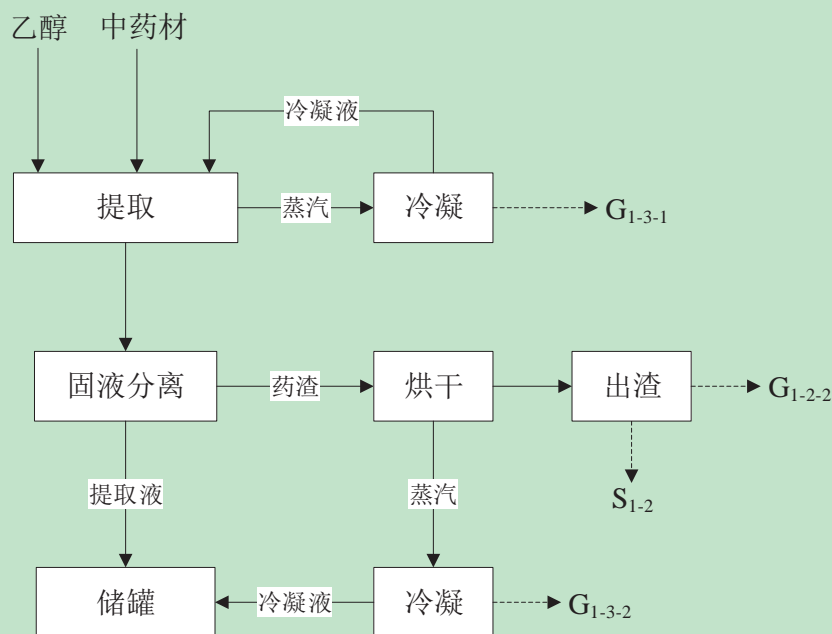 乙醇 中药材
冷凝液
提取 蒸汽 冷凝 G1-3-1
固液分离 药渣 烘干 出渣 G1-2-2
提取液 蒸汽 S1-2
储罐 冷凝液 冷凝 G1-3-2